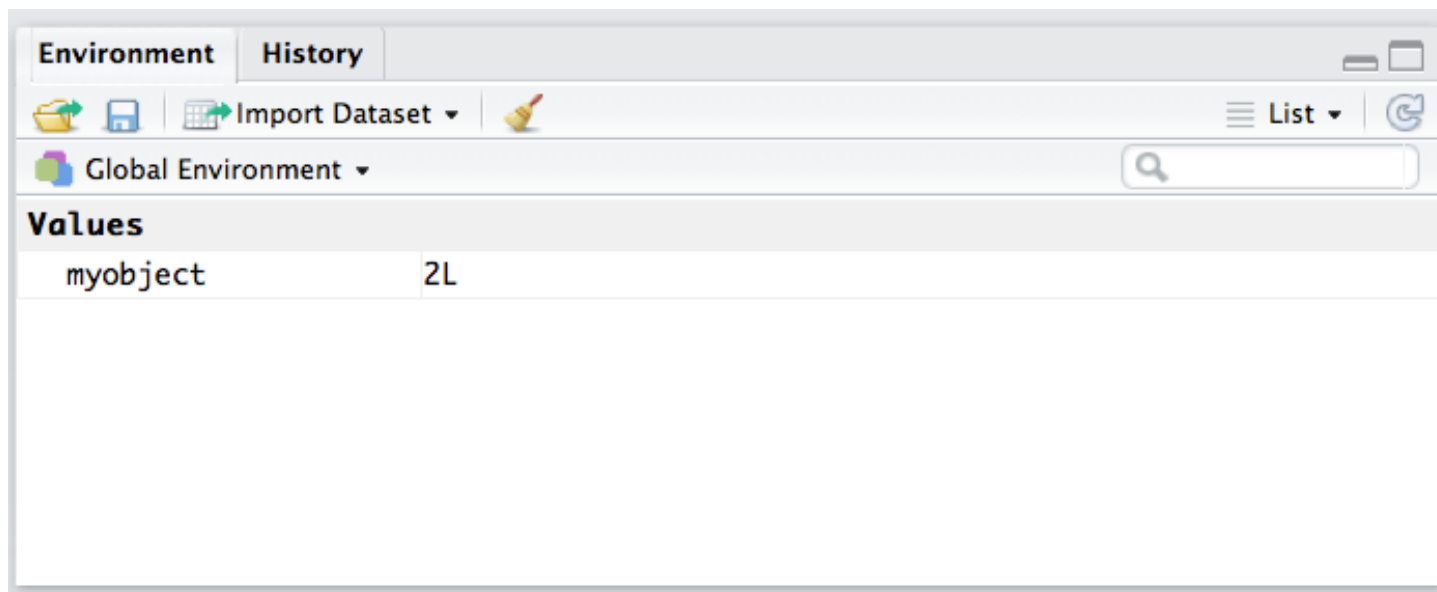 Environment History
Import Dataset List
Global Environment
Values
myobject 2L